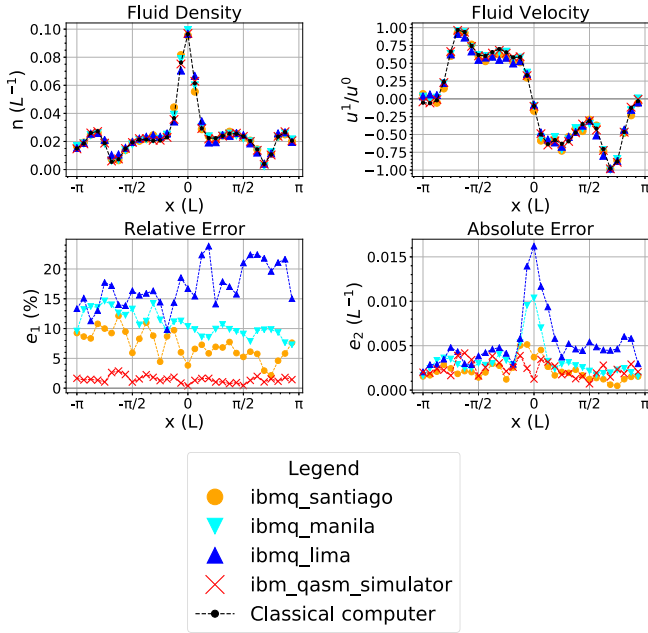 Fluid Density
n (L⁻¹)
0.10
0.08
0.06
0.04
0.02
0.00
-π -π/2 0 π/2 π
x (L)
Fluid Velocity
u¹/u⁰
1.00
0.75
0.50
0.25
0.00
-0.25
-0.50
-0.75
-1.00
-π -π/2 0 π/2 π
x (L)
Relative Error
e₁ (%)
20
15
10
5
0
-π -π/2 0 π/2 π
x (L)
Absolute Error
e₂ (L⁻¹)
0.015
0.010
0.005
0.000
-π -π/2 0 π/2 π
x (L)
Legend
ibmq_santiago
ibmq_manila
ibmq_lima
ibm_qasm_simulator
Classical computer